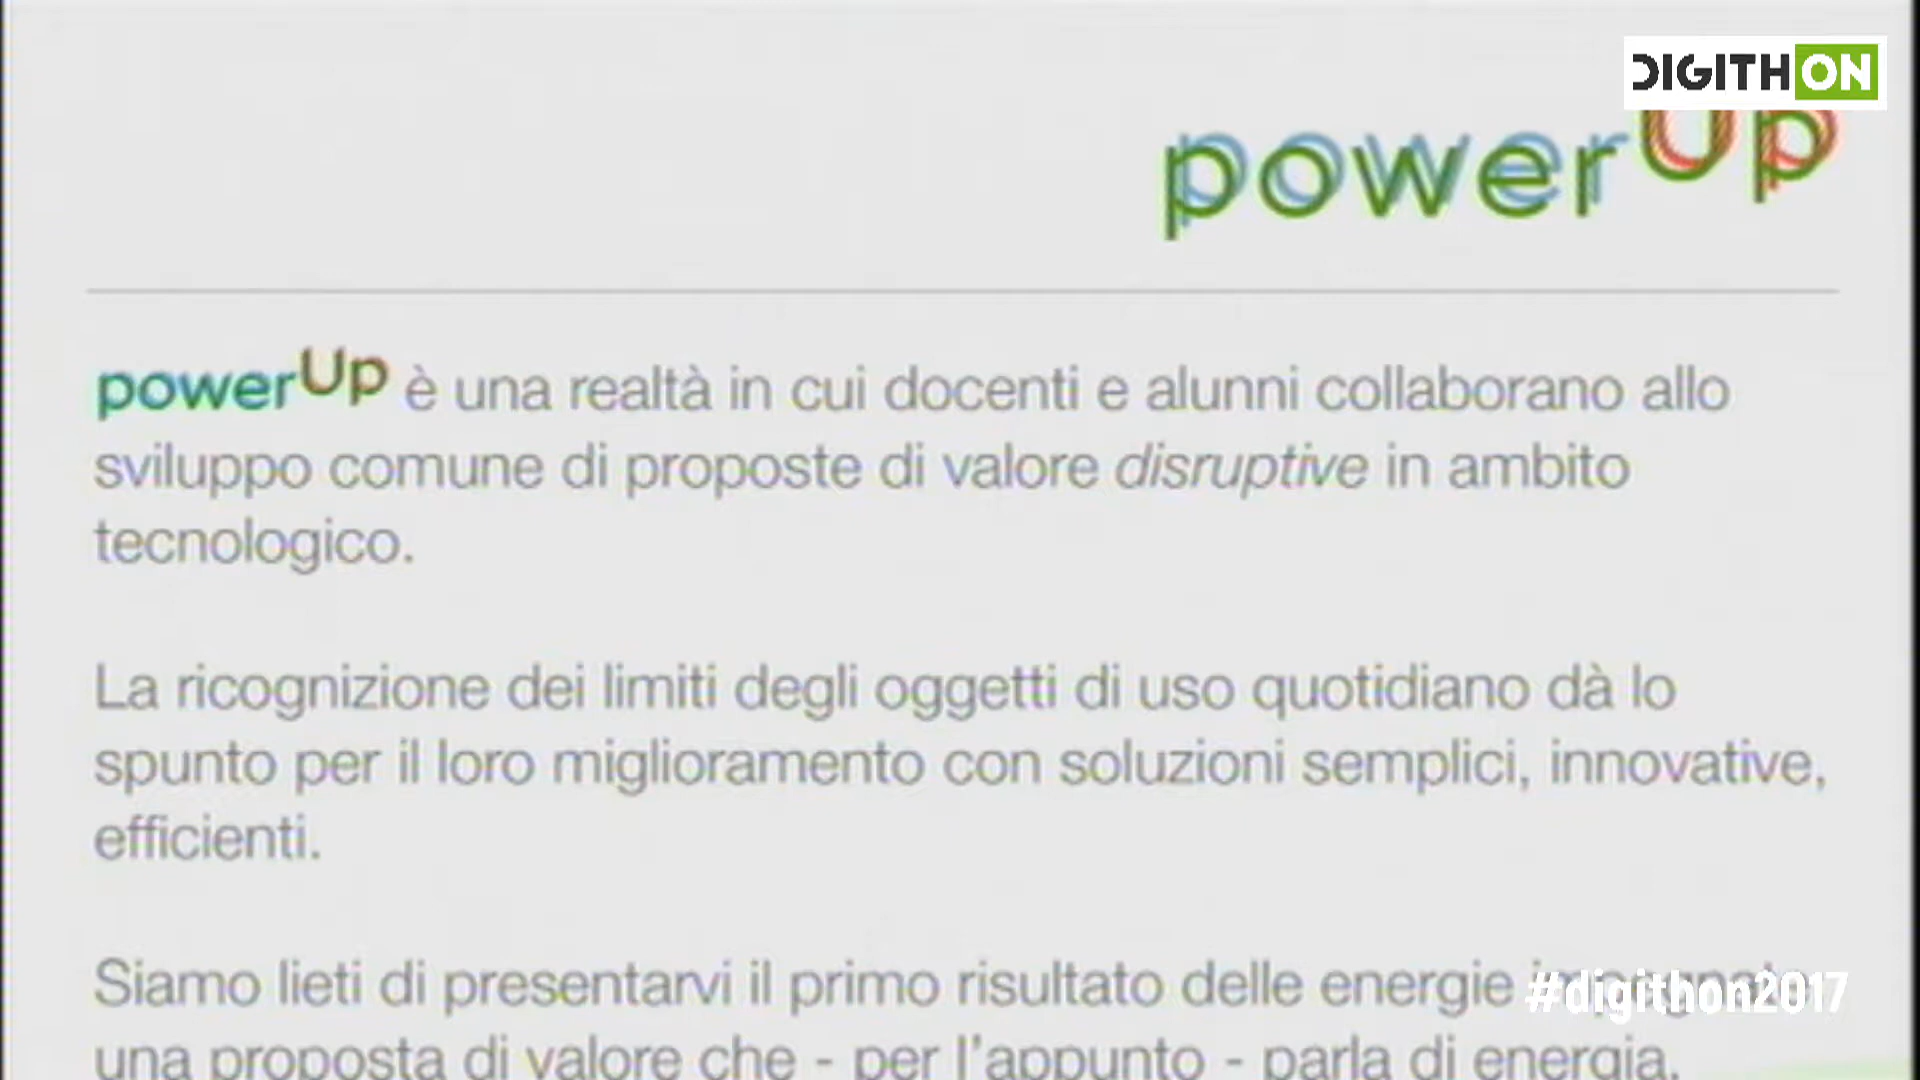 DIGITHON
powerUp
powerUp è una realtà in cui docenti e alunni collaborano allo
sviluppo comune di proposte di valore disruptive in ambito
tecnologico.
La ricognizione dei limiti degli oggetti di uso quotidiano dà lo
spunto per il loro miglioramento con soluzioni semplici, innovative,
efficienti.
Siamo lieti di presentarvi il primo risultato delle energie
#digithon2017
una proposta di valore che - per l'appunto - parla di energia.